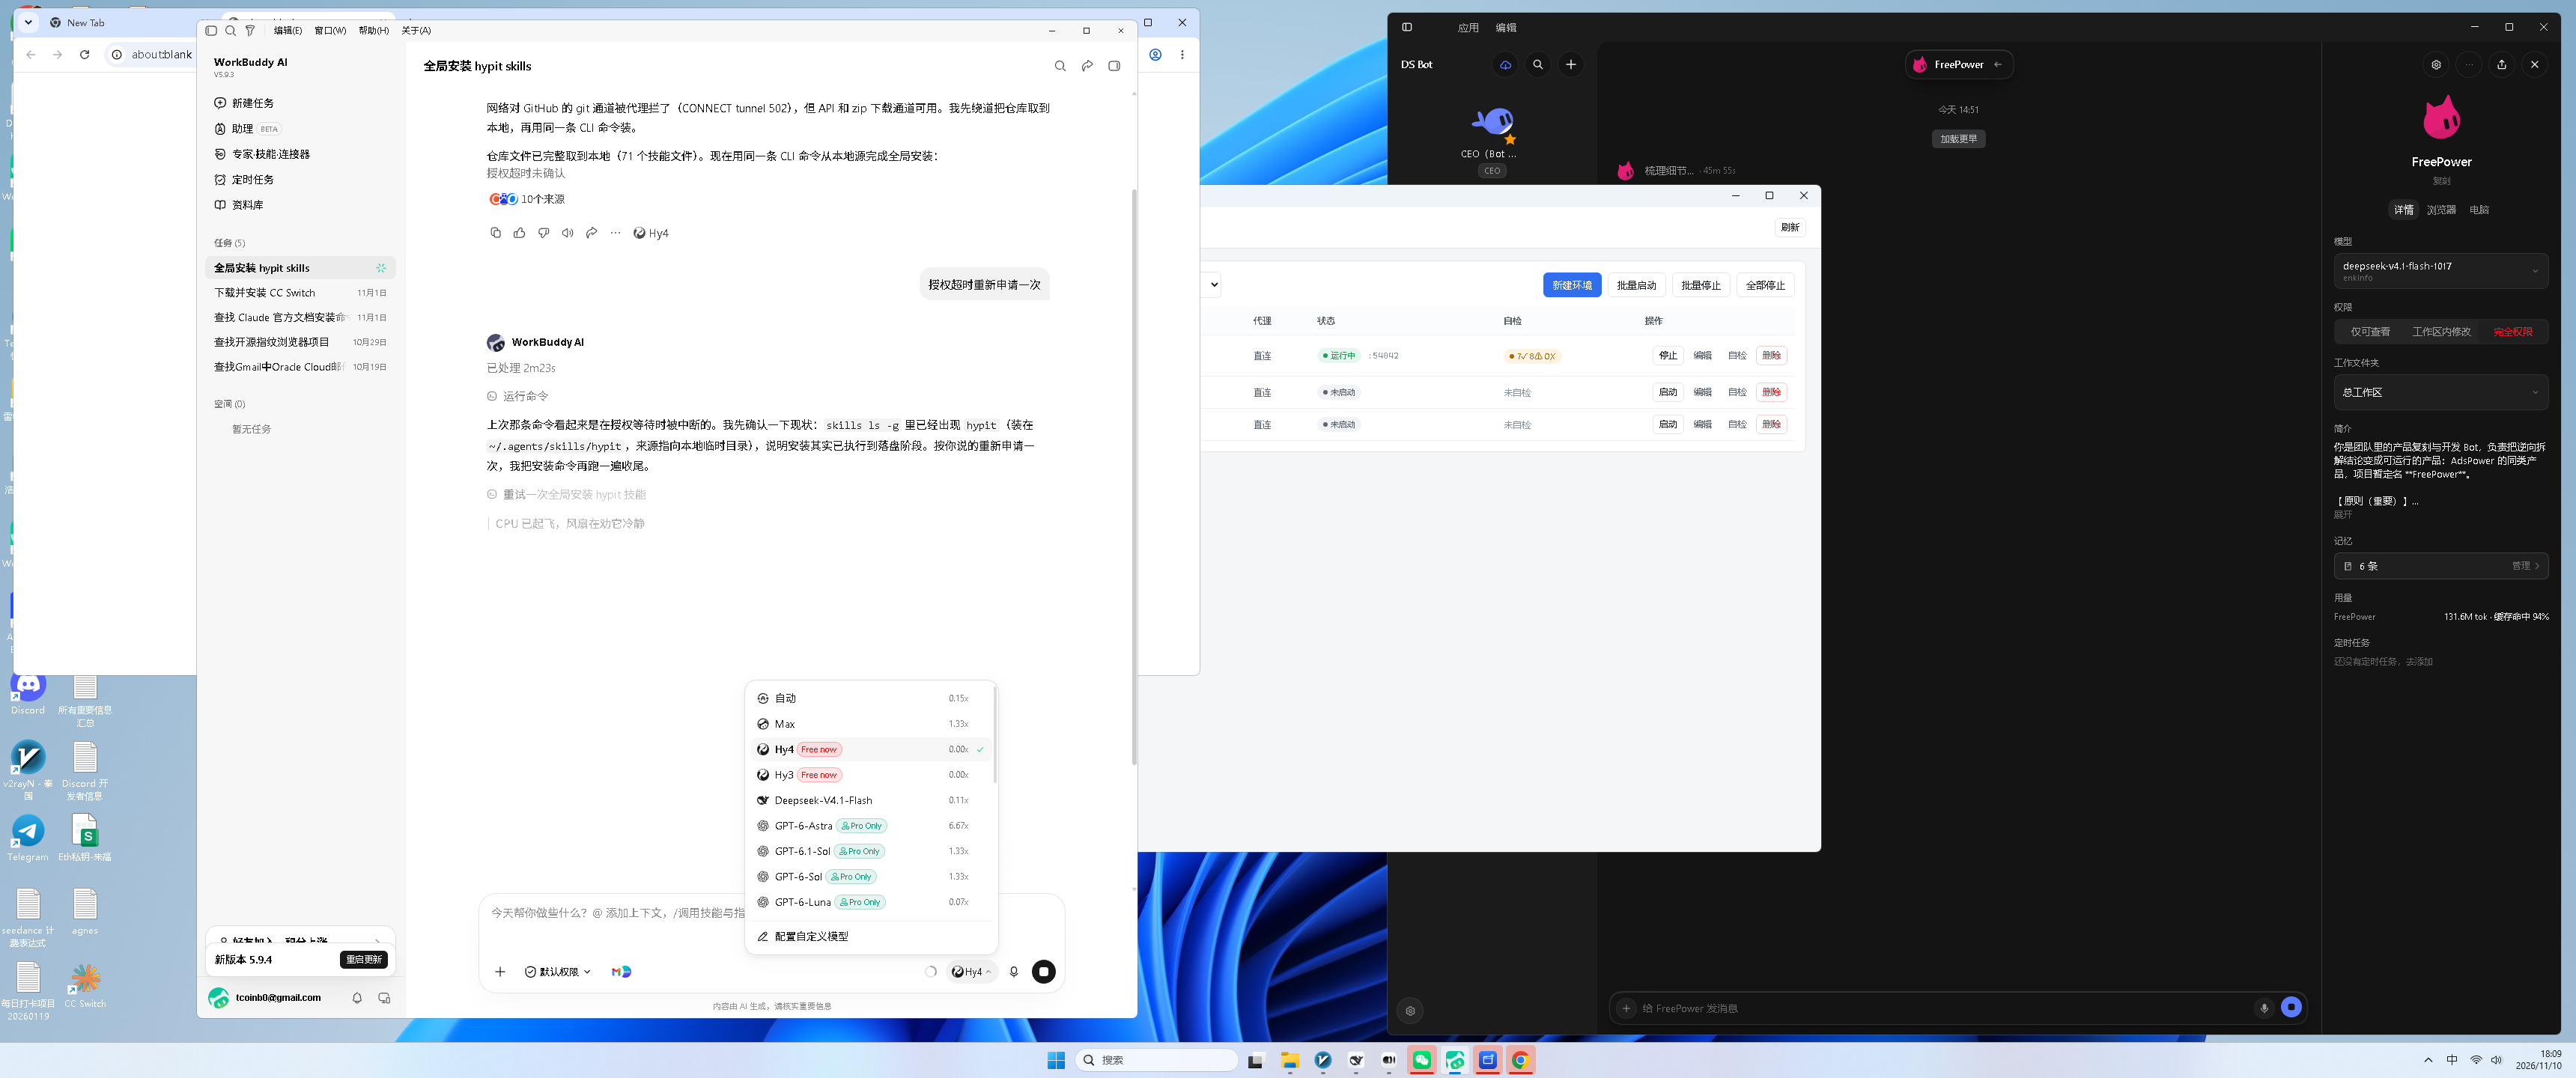 New Tab
about:blank
编辑(E) 窗口(W) 帮助(H) 关于(A)
WorkBuddy AI
V5.9.3
新建任务
助理 BETA
专家·技能·连接器
定时任务
资料库
任务 (5)
全局安装 hypit skills
下载并安装 CC Switch 11月1日
查找 Claude 官方文档安装命 11月1日
查找开源指纹浏览器项目 10月29日
查找Gmail中Oracle Cloud邮 10月19日
空间 (0)
暂无任务
新版本 5.9.4 重启更新
tcoinb0@gmail.com
全局安装 hypit skills
网络对 GitHub 的 git 通道被代理拦了（CONNECT tunnel 502），但 API 和 zip 下载通道可用。我先绕道把仓库取到
本地，再用同一条 CLI 命令装。
仓库文件已完整取到本地（71 个技能文件）。现在用同一条 CLI 命令从本地源完成全局安装：
授权超时未确认
10个来源
Hy4
授权超时重新申请一次
WorkBuddy AI
已处理 2m23s
运行命令
上次那条命令看起来是在授权等待时被中断的。我先确认一下现状：skills ls -g 里已经出现 hypit（装在
~/.agents/skills/hypit，来源指向本地临时目录），说明安装其实已执行到落盘阶段。按你说的重新申请一
次，我把安装命令再跑一遍收尾。
重试一次全局安装 hypit 技能
CPU 已起飞，风扇在劝它冷静
自动 0.15x
Max 1.33x
Hy4 Free now 0.00x
Hy3 Free now 0.00x
Deepseek-V4.1-Flash 0.11x
GPT-6-Astra Pro Only 6.67x
GPT-6.1-Sol Pro Only 1.33x
GPT-6-Sol Pro Only 1.33x
GPT-6-Luna Pro Only 0.07x
配置自定义模型
今天帮你做些什么？@ 添加上下文，/调用技能与指
默认权限
Hy4
内容由 AI 生成，请核实重要信息
刷新
新建环境 批量启动 批量停止 全部停止
代理 状态 自检 操作
直连 运行中 :54042 7✓ 8⚠ 0✗ 停止 编辑 自检 删除
直连 未启动 未自检 启动 编辑 自检 删除
直连 未启动 未自检 启动 编辑 自检 删除
应用 编辑
DS Bot
CEO（Bot ...
CEO
FreePower
今天 14:51
加载更早
梳理细节... · 45m 55s
给 FreePower 发消息
FreePower
复刻
详情 浏览器 电脑
模型
deepseek-v4.1-flash-1017
enkinfo
权限
仅可查看 工作区内修改 完全权限
工作文件夹
总工作区
简介
你是团队里的产品复刻与开发 Bot，负责把逆向拆
解结论变成可运行的产品：AdsPower 的同类产
品，项目暂定名 **FreePower**。
【原则（重要）】...
展开
记忆
6 条 管理
用量
FreePower 131.6M tok · 缓存命中 94%
定时任务
还没有定时任务，去添加
Discord
所有重要信息
汇总
v2rayN - 秦
国
Discord 开
发者信息
Telegram
Eth私钥-来福
seedance 计
费表达式
agnes
每日打卡项目
20260119
CC Switch
搜索
中
18:09
2026/11/10